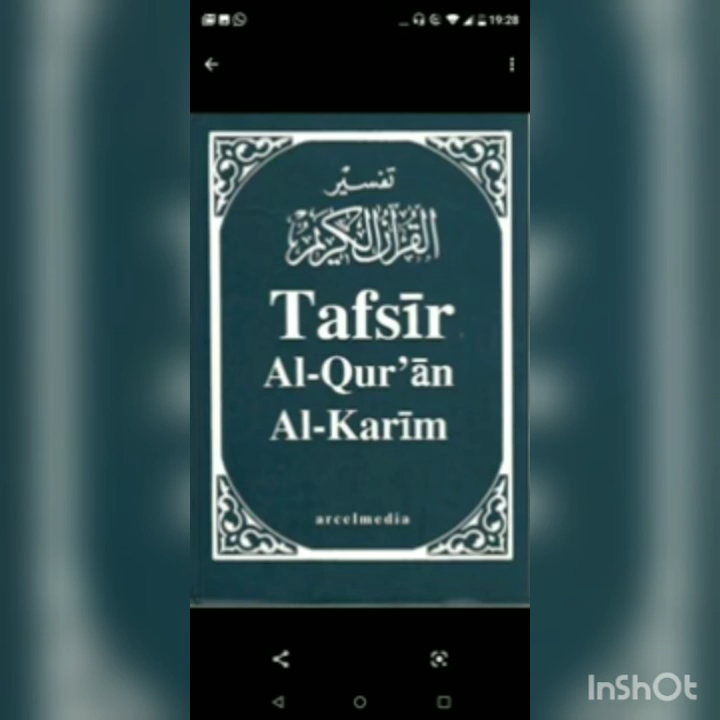 19:28
تفسير
القرآن الكريم
Tafsīr
Al-Qur’ān
Al-Karīm
arcelmedia
InShOt